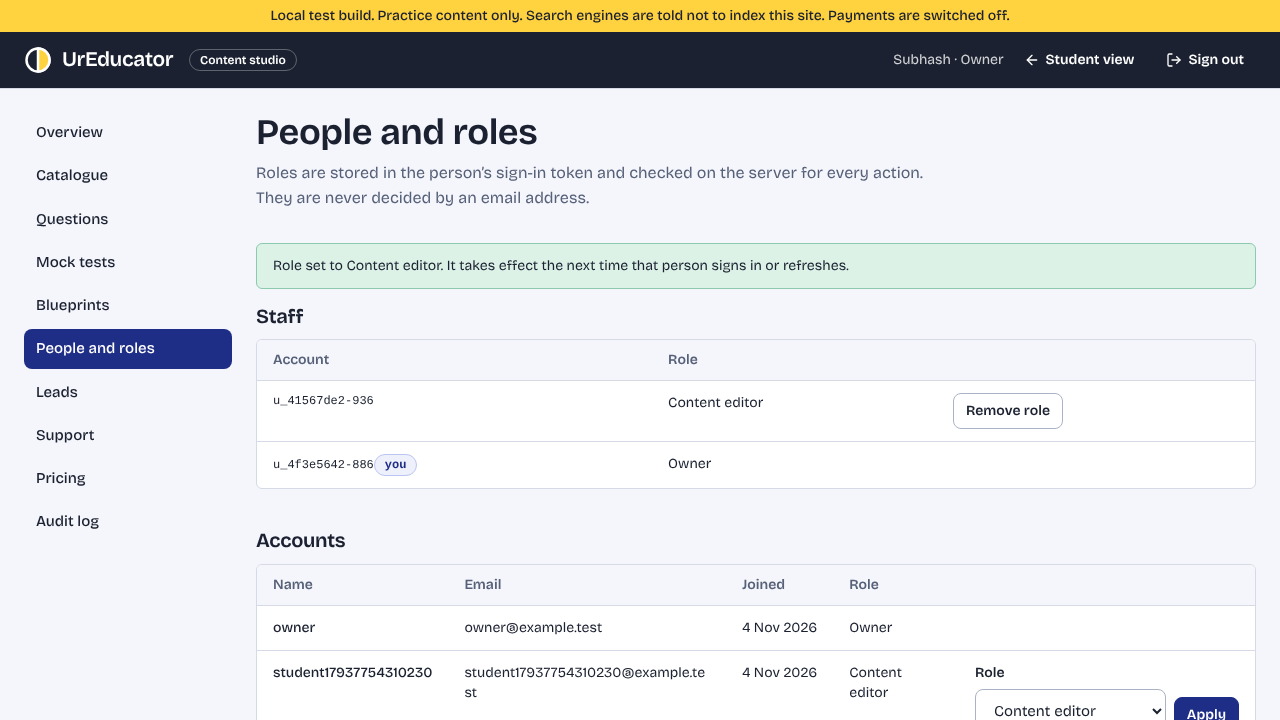 Local test build. Practice content only. Search engines are told not to index this site. Payments are switched off.
UrEducator
Content studio
Subhash · Owner
Student view
Sign out
Overview
Catalogue
Questions
Mock tests
Blueprints
People and roles
Leads
Support
Pricing
Audit log
People and roles
Roles are stored in the person's sign-in token and checked on the server for every action.
They are never decided by an email address.
Role set to Content editor. It takes effect the next time that person signs in or refreshes.
Staff
Account Role
u_41567de2-936 Content editor Remove role
u_4f3e5642-886 you Owner
Accounts
Name Email Joined Role
owner owner@example.test 4 Nov 2026 Owner
student17937754310230 student17937754310230@example.te 4 Nov 2026 Content Role
st editor
Content editor Apply